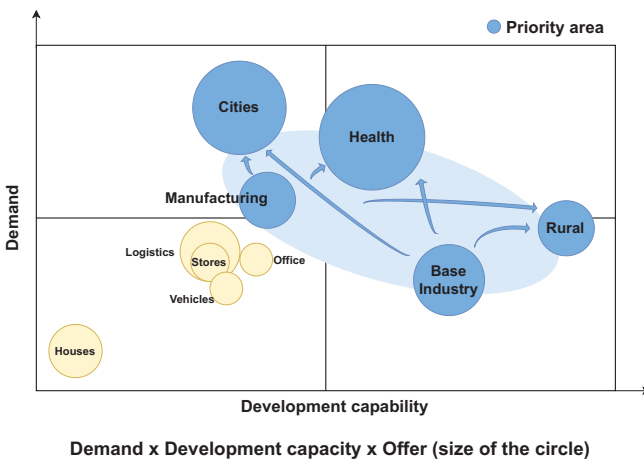 Priority area
Cities
Health
Manufacturing
Demand
Rural
Logistics
Stores
Office
Base
Industry
Vehicles
Houses
Development capability
Demand x Development capacity x Offer (size of the circle)